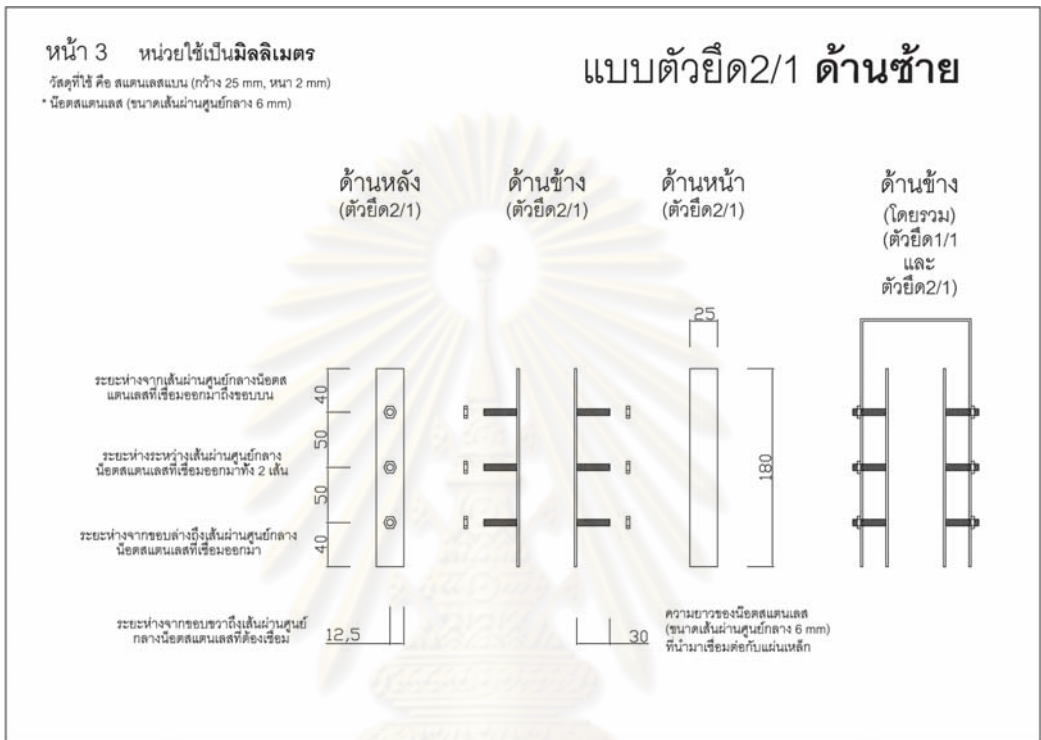 หน้า 3 หน่วยใช้เป็นมิลลิเมตร
วัสดุที่ใช้ คือ สแตนเลสแบน (กว้าง 25 mm, หนา 2 mm)
* น๊อตสแตนเลส (ขนาดเส้นผ่านศูนย์กลาง 6 mm)
แบบตัวยึด2/1 ด้านซ้าย
ด้านหลัง
(ตัวยึด2/1)
ด้านข้าง
(ตัวยึด2/1)
ด้านหน้า
(ตัวยึด2/1)
ด้านข้าง
(โดยรวม)
(ตัวยึด1/1
และ
ตัวยึด2/1)
25
ระยะห่างจากเส้นผ่านศูนย์กลางน๊อตส
แตนเลสที่เชื่อมออกมาถึงขอบบน
40
ระยะห่างระหว่างเส้นผ่านศูนย์กลาง
น๊อตสแตนเลสที่เชื่อมออกมาทั้ง 2 เส้น
50
50
180
ระยะห่างจากขอบล่างถึงเส้นผ่านศูนย์กลาง
น๊อตสแตนเลสที่เชื่อมออกมา
40
ระยะห่างจากขอบขวาถึงเส้นผ่านศูนย์
กลางน๊อตสแตนเลสที่ต้องเชื่อม
12,5
30
ความยาวของน๊อตสแตนเลส
(ขนาดเส้นผ่านศูนย์กลาง 6 mm)
ที่นำมาเชื่อมต่อกับแผ่นเหล็ก